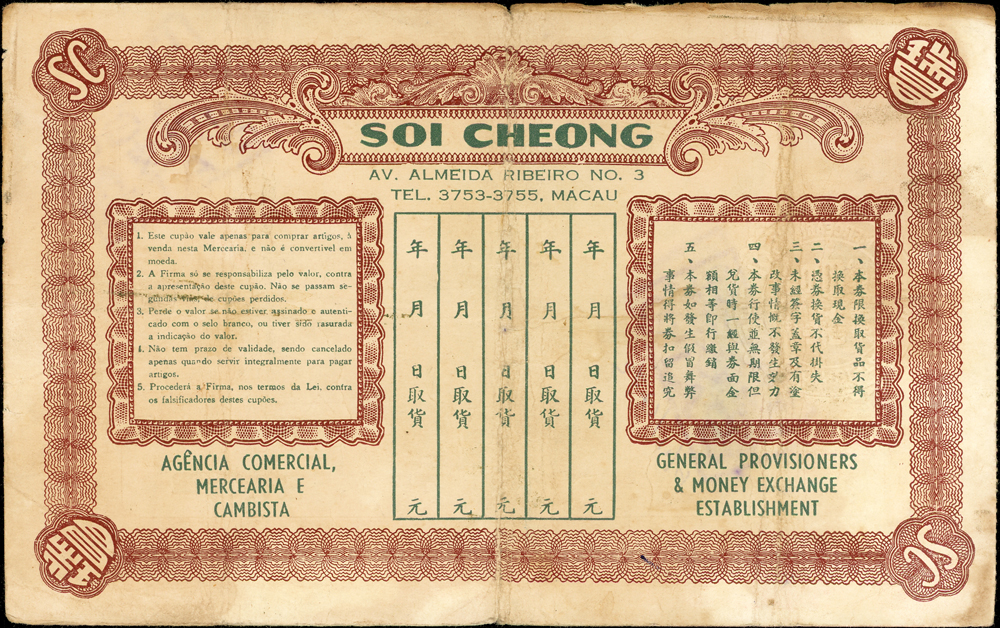 SOI CHEONG
AV. ALMEIDA RIBEIRO NO. 3
TEL. 3753-3755, MACAU
1. Este cupão vale apenas para comprar artigos, à
venda nesta Mercearia, e não é convertivel em
moeda.
2. A Firma só se responsabiliza pelo valor, contra
a apresentação deste cupão. Não se passam se-
gundas vias, de cupões perdidos.
3. Perde o valor se não estiver assinado e autenti-
cado com o selo branco, ou tiver sido rasurada
a indicação do valor.
4. Não tem prazo de validade, sendo cancelado
apenas quando servir integralmente para pagar
artigos.
5. Procederá a Firma, nos termos da Lei, contra
os falsificadores destes cupões.
AGÊNCIA COMERCIAL,
MERCEARIA E
CAMBISTA
年月日取貨元
年月日取貨元
年月日取貨元
年月日取貨元
年月日取貨元
一、本券限換取貨品不得
換取現金
二、憑券換貨不代掛失
三、未經簽字蓋章及有塗
改事情概不發生效力
四、本券行使並無期限但
兌貨時一經與券面金
額相等即行繳銷
五、本券如發生假冒舞弊
事情得將券扣留追究
GENERAL PROVISIONERS
& MONEY EXCHANGE
ESTABLISHMENT